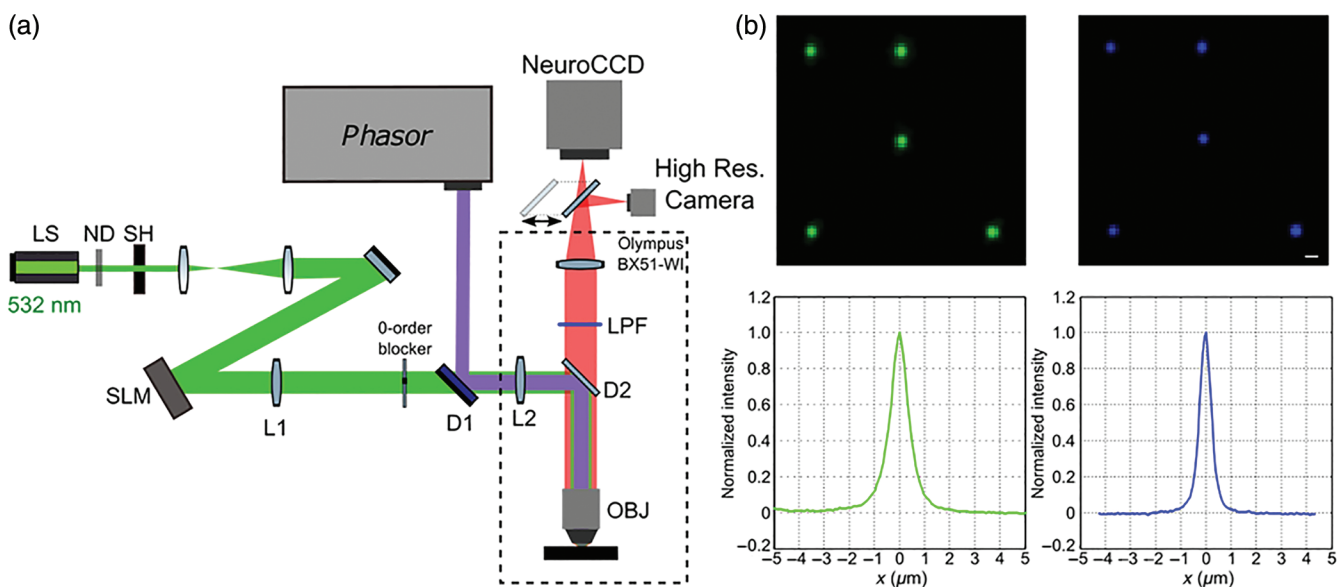 (a)
NeuroCCD
Phasor
High Res.
Camera
LS
ND
SH
532 nm
Olympus
BX51-WI
LPF
0-order
blocker
SLM
L1
D1
L2
D2
OBJ
(b)
Normalized intensity
1.2
1.0
0.8
0.6
0.4
0.2
0
−0.2
−5 −4 −3 −2 −1 0 1 2 3 4 5
x (µm)
Normalized intensity
1.2
1.0
0.8
0.6
0.4
0.2
0
−0.2
−5 −4 −3 −2 −1 0 1 2 3 4 5
x (µm)